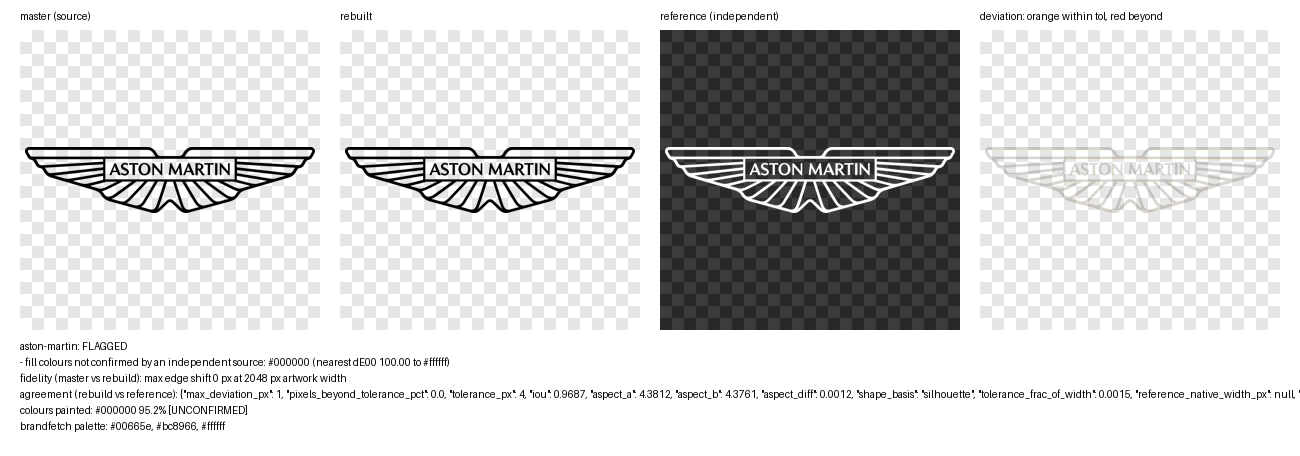 master (source)
rebuilt
reference (independent)
deviation: orange within tol, red beyond
ASTON MARTIN
ASTON MARTIN
ASTON MARTIN
ASTON MARTIN
aston-martin: FLAGGED
- fill colours not confirmed by an independent source: #000000 (nearest dE00 100.00 to #ffffff)
fidelity (master vs rebuild): max edge shift 0 px at 2048 px artwork width
agreement (rebuild vs reference): {"max_deviation_px": 1, "pixels_beyond_tolerance_pct": 0.0, "tolerance_px": 4, "iou": 0.9687, "aspect_a": 4.3812, "aspect_b": 4.3761, "aspect_diff": 0.0012, "shape_basis": "silhouette", "tolerance_frac_of_width": 0.0015, "reference_native_width_px": null, "
colours painted: #000000 95.2% [UNCONFIRMED]
brandfetch palette: #00665e, #bc8966, #ffffff